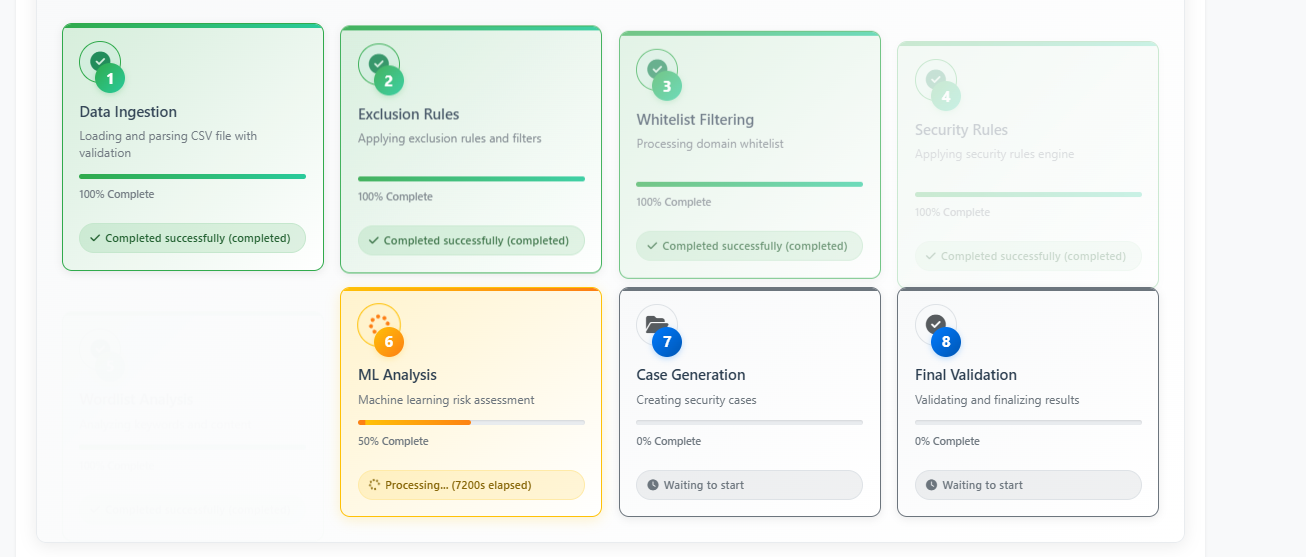 1
Data Ingestion
Loading and parsing CSV file with
validation
100% Complete
Completed successfully (completed)
2
Exclusion Rules
Applying exclusion rules and filters
100% Complete
Completed successfully (completed)
3
Whitelist Filtering
Processing domain whitelist
100% Complete
Completed successfully (completed)
4
Security Rules
Applying security rules engine
100% Complete
Completed successfully (completed)
6
ML Analysis
Machine learning risk assessment
50% Complete
Processing... (7200s elapsed)
7
Case Generation
Creating security cases
0% Complete
Waiting to start
8
Final Validation
Validating and finalizing results
0% Complete
Waiting to start